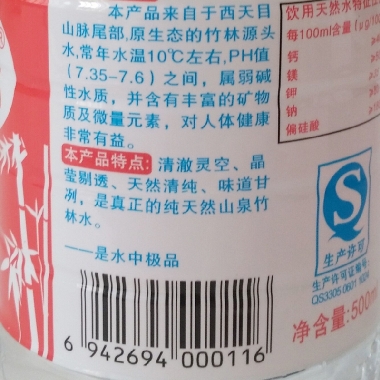 本产品来自于西天目
山脉尾部,原生态的竹林源头
水,常年水温10℃左右,PH值
(7.35-7.6)之间，属弱碱
性水质，并含有丰富的矿物
质及微量元素，对人体健康
非常有益。
本产品特点: 清澈灵空、晶
莹剔透、天然清纯、味道甘
冽，是真正的纯天然山泉竹
林水。
——是水中极品
6 942694 000116
饮用天然水特征
每100ml含量(ug/10
钙
镁
钾
钠
偏硅酸
生产许可
生产许可证编号:
QS3305 0601 1024
净含量:500m